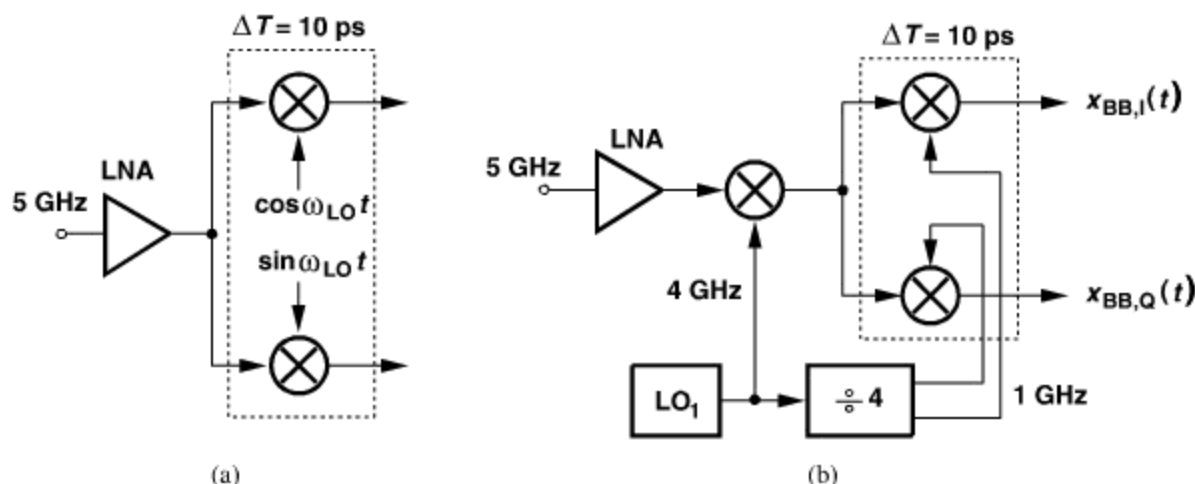 ΔT = 10 ps
LNA
5 GHz
cos ω_LO t
sin ω_LO t
(a)
ΔT = 10 ps
x_BB,I(t)
LNA
5 GHz
4 GHz
x_BB,Q(t)
LO₁
÷ 4
1 GHz
(b)